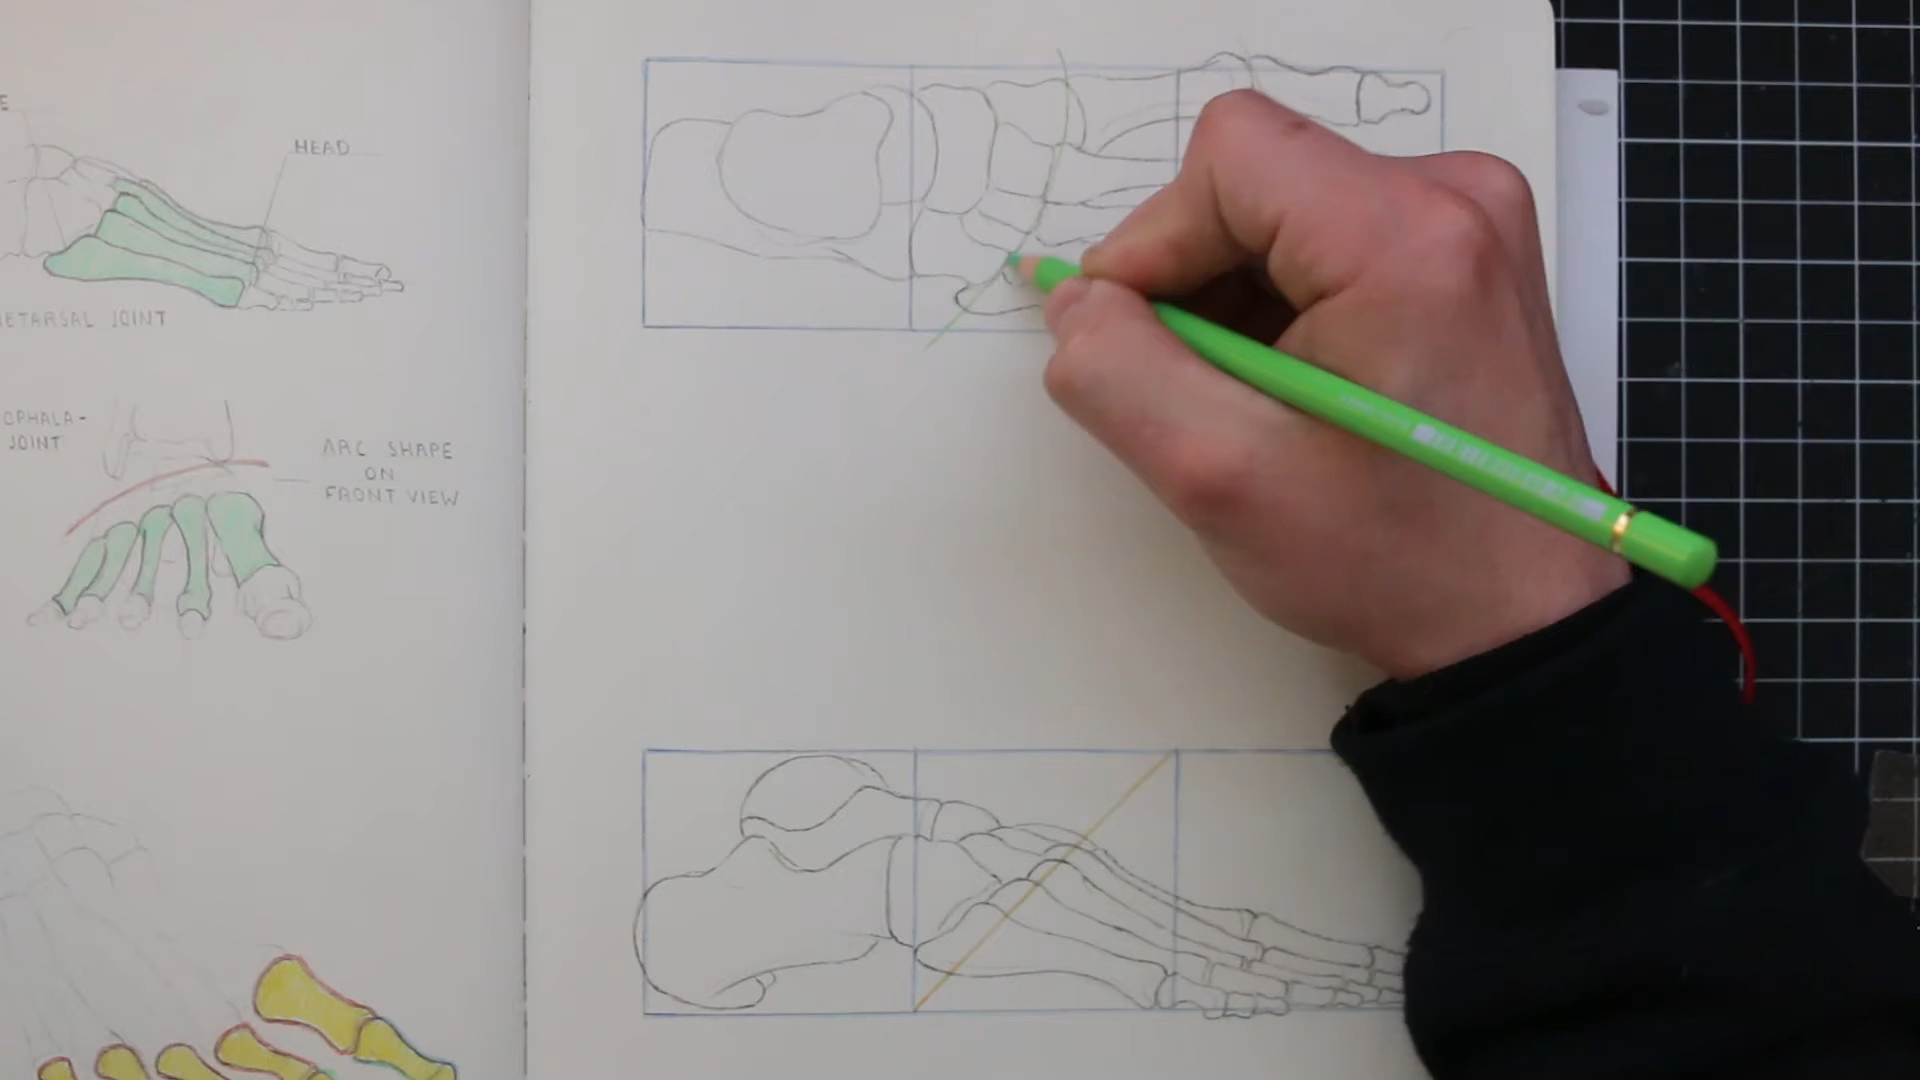 HEAD
ETARSAL JOINT
OPHALA-
JOINT
ARC SHAPE
ON
FRONT VIEW